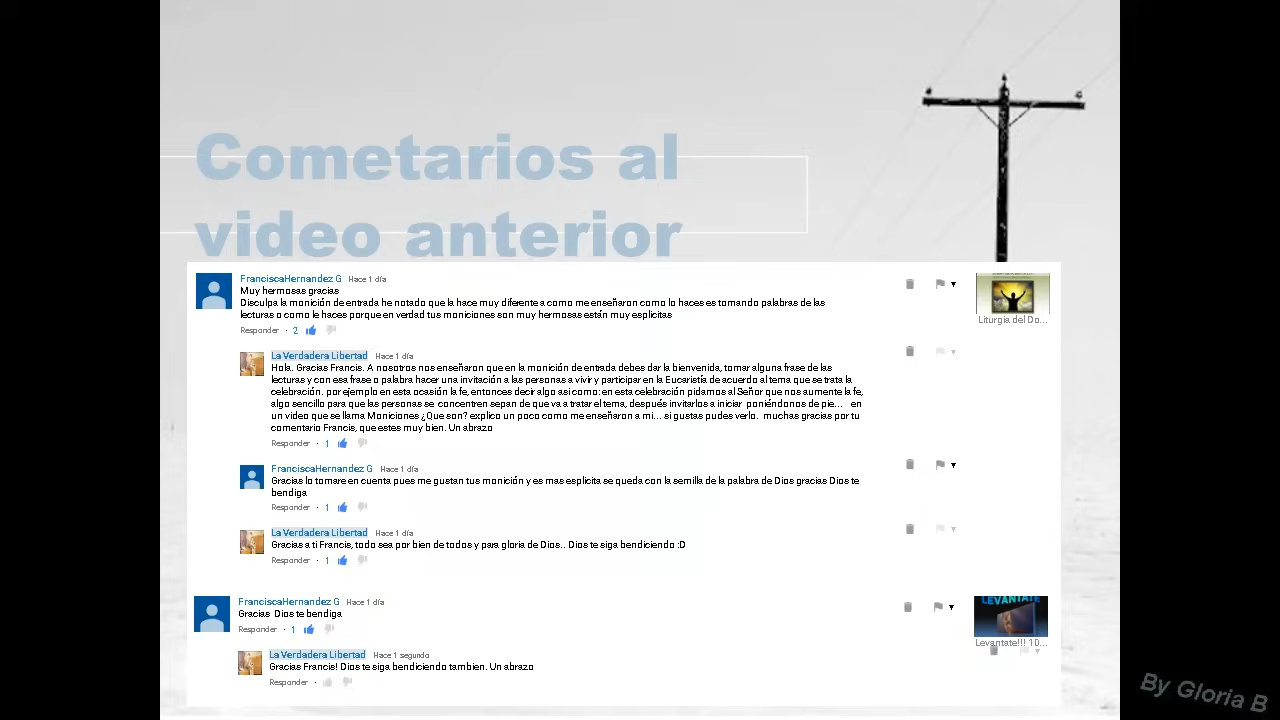 Cometarios al
video anterior
FranciscaHernandez G Hace 1 día
Muy hermosas gracias
Disculpa la monición de entrada he notado que la hace muy diferente a como me enseñaron como lo haces es tomando palabras de las
lecturas o como le haces porque en verdad tus moniciones son muy hermosas están muy esplicitas
Responder · 2
Liturgia del Do...
La Verdadera Libertad Hace 1 día
Hola. Gracias Francis. A nosotros nos enseñaron que en la monición de entrada debes dar la bienvenida, tomar alguna frase de las
lecturas y con esa frase o palabra hacer una invitación a las personas a vivir y participar en la Eucaristía de acuerdo al tema que se trata la
celebración. por ejemplo en esta ocasión la fe, entonces decir algo asi como: en esta celebración pidamos al Señor que nos aumente la fe,
algo sencillo para que las personas se concentren sepan de que va a tratar el tema, después invitarlos a iniciar poniéndonos de pie... en
un video que se llama Moniciones ¿Que son? explico un poco como me enseñaron a mi... si gustas pudes verlo. muchas gracias por tu
comentario Francis, que estes muy bien. Un abrazo
Responder · 1
FranciscaHernandez G Hace 1 día
Gracias lo tomare en cuenta pues me gustan tus monición y es mas esplicita se queda con la semilla de la palabra de Dios gracias Dios te
bendiga
Responder · 1
La Verdadera Libertad Hace 1 día
Gracias a ti Francis, todo sea por bien de todos y para gloria de Dios.. Dios te siga bendiciendo :D
Responder · 1
FranciscaHernandez G Hace 1 día
Gracias Dios te bendiga
Responder · 1
LEVANTATE
Levantate!!! 10...
La Verdadera Libertad Hace 1 segundo
Gracias Francis! Dios te siga bendiciendo tambien. Un abrazo
Responder ·
By Gloria B